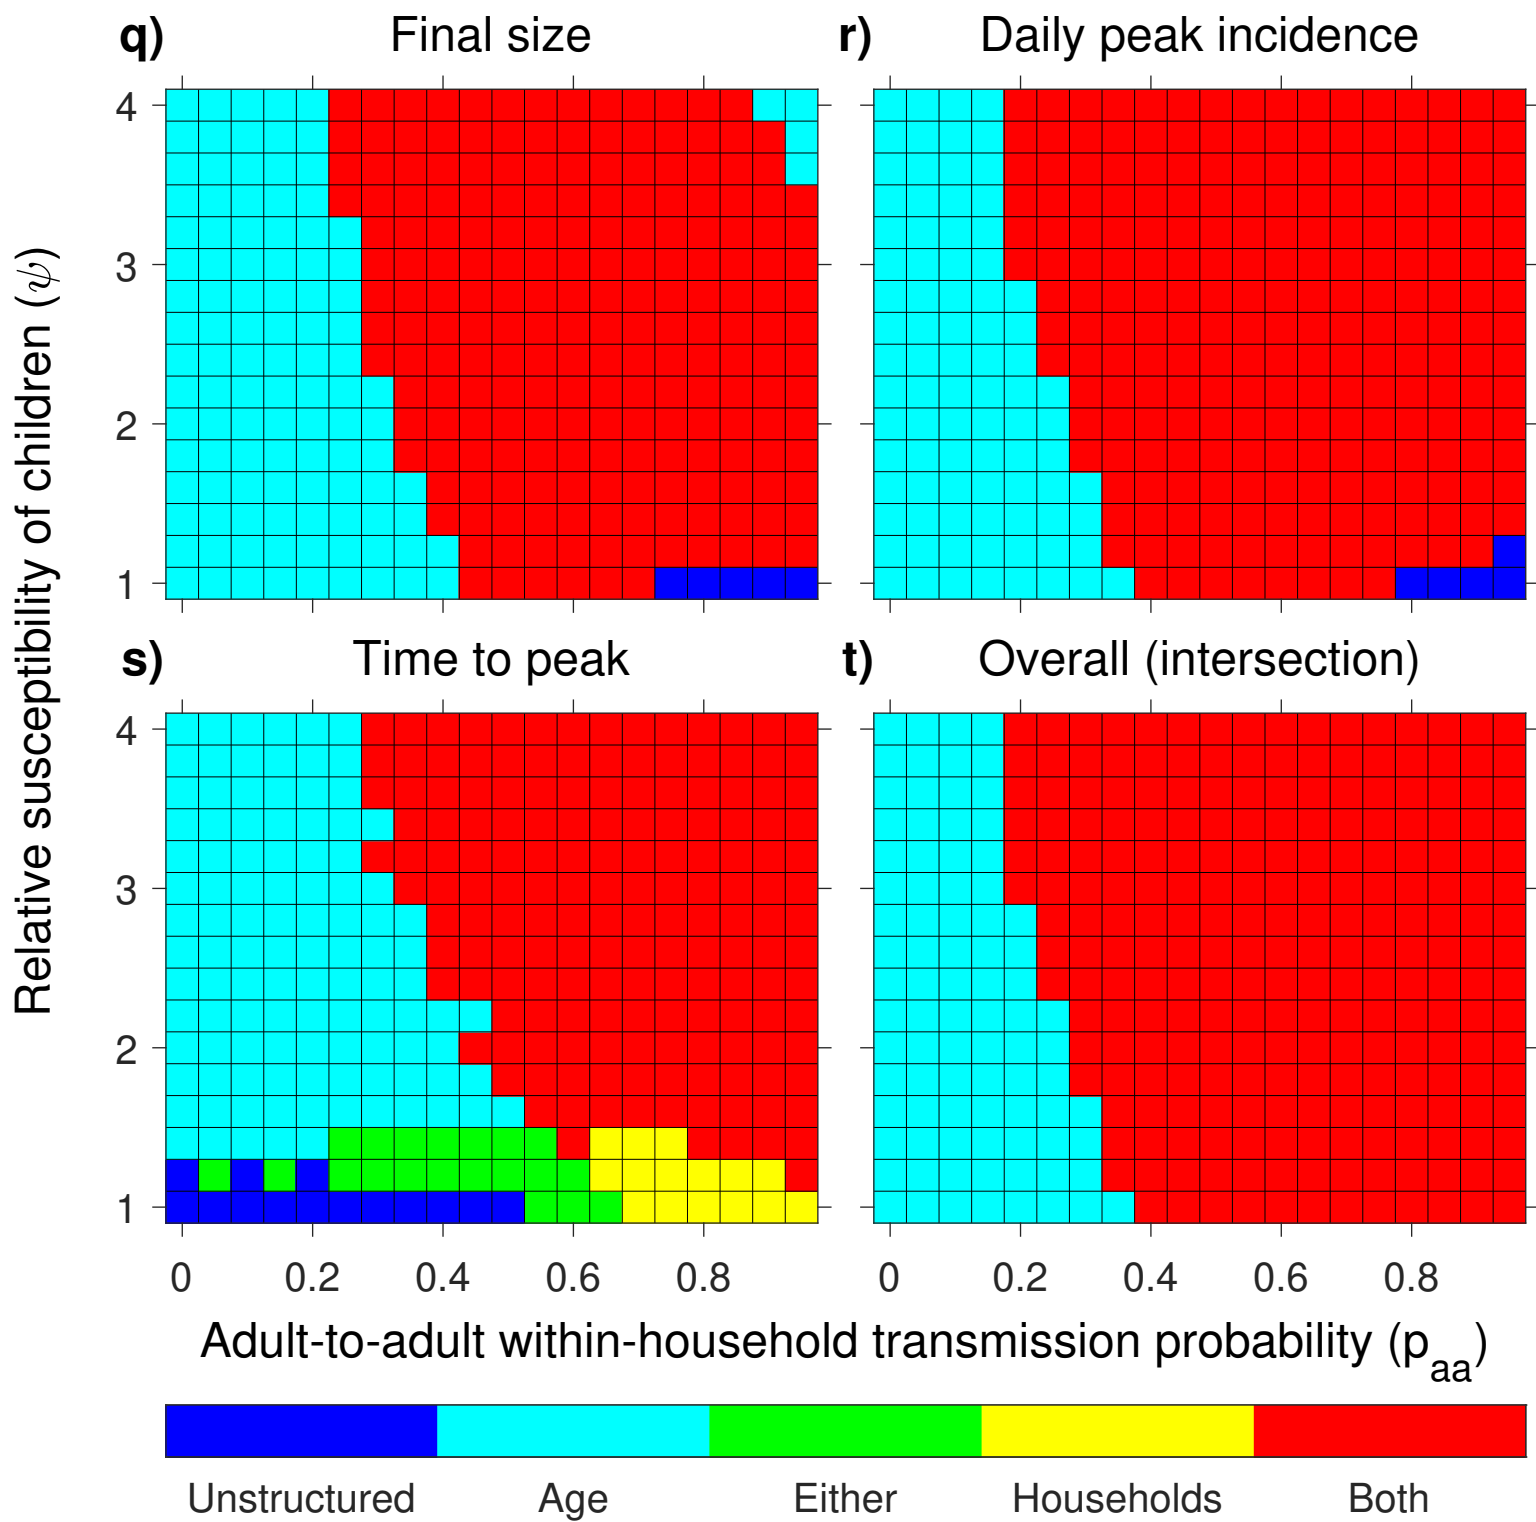 q) Final size
r) Daily peak incidence
4
3
2
1
Relative susceptibility of children (ψ)
s) Time to peak
t) Overall (intersection)
4
3
2
1
0 0.2 0.4 0.6 0.8
0 0.2 0.4 0.6 0.8
Adult-to-adult within-household transmission probability (p_aa)
Unstructured Age Either Households Both